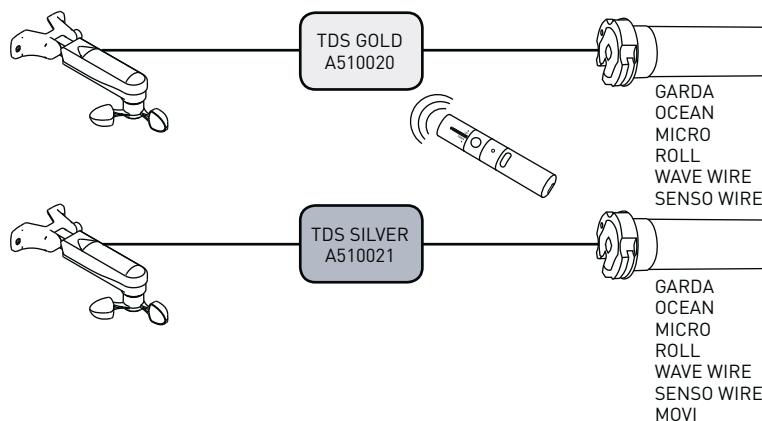 TDS GOLD
A510020
GARDA
OCEAN
MICRO
ROLL
WAVE WIRE
SENSO WIRE
TDS SILVER
A510021
GARDA
OCEAN
MICRO
ROLL
WAVE WIRE
SENSO WIRE
MOVI